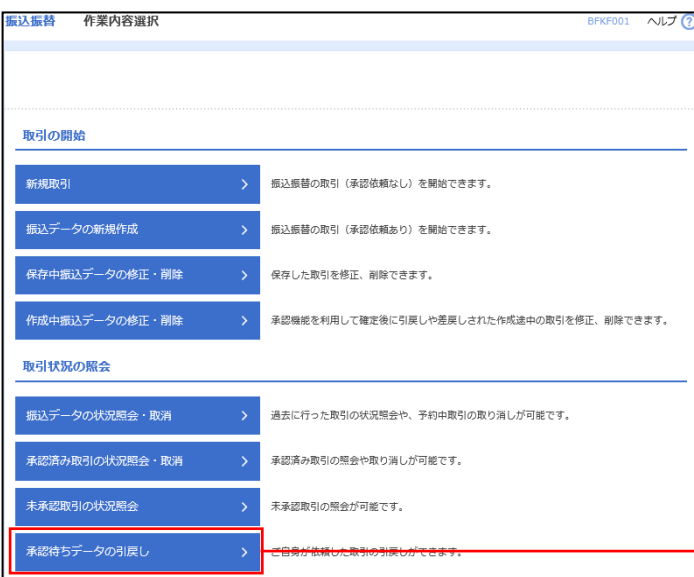 振込振替 作業内容選択 BFKF001 ヘルプ ?
取引の開始
新規取引 振込振替の取引（承認依頼なし）を開始できます。
振込データの新規作成 振込振替の取引（承認依頼あり）を開始できます。
保存中振込データの修正・削除 保存した取引を修正、削除できます。
作成中振込データの修正・削除 承認機能を利用して確定後に引戻しや差戻しされた作成途中の取引を修正、削除できます。
取引状況の照会
振込データの状況照会・取消 過去に行った取引の状況照会や、予約中取引の取り消しが可能です。
承認済み取引の状況照会・取消 承認済み取引の照会や取り消しが可能です。
未承認取引の状況照会 未承認取引の照会が可能です。
承認待ちデータの引戻し ご自身が依頼した取引の引戻しができます。